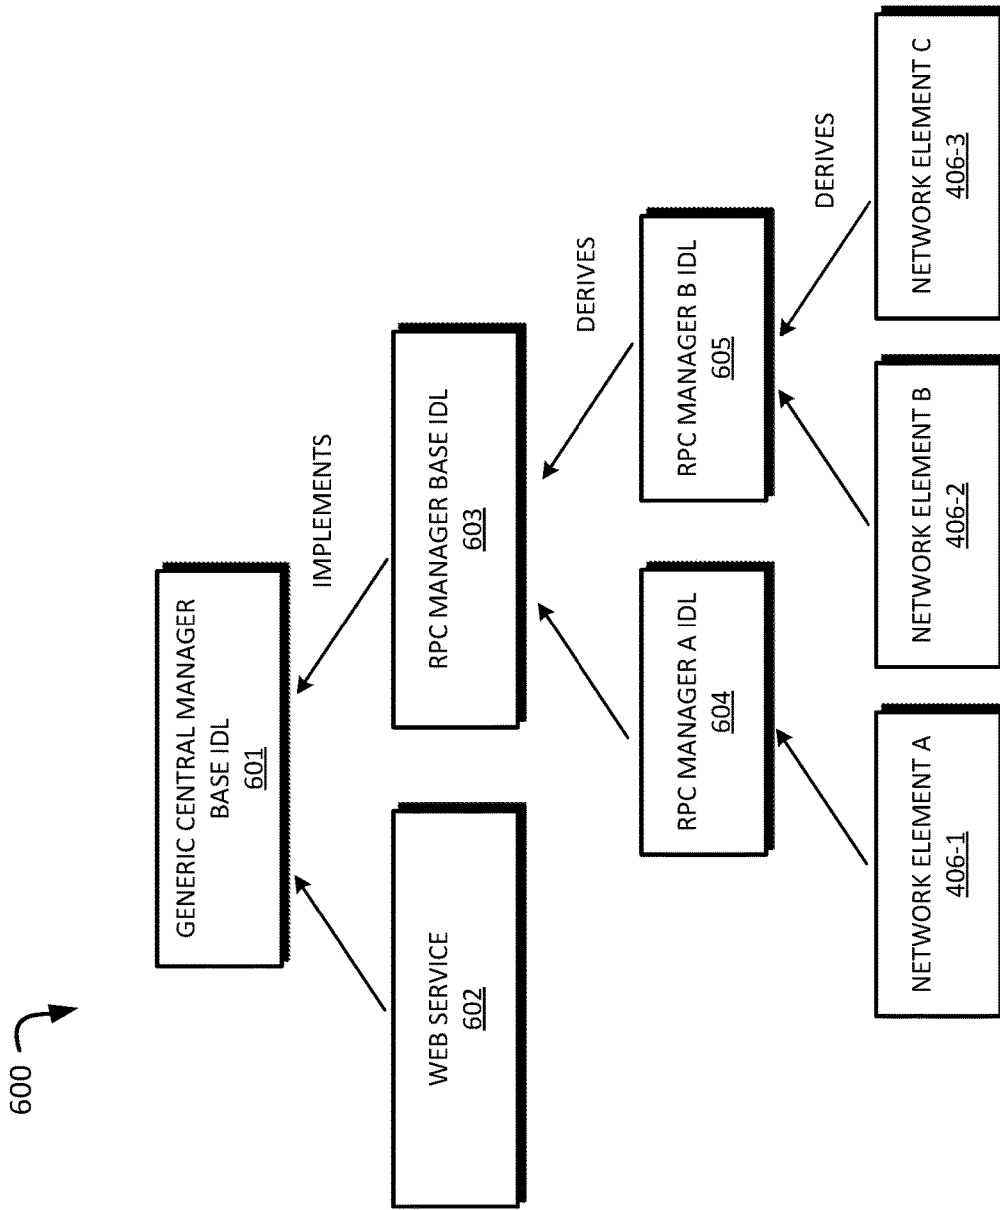 600
GENERIC CENTRAL MANAGER
BASE IDL
601
IMPLEMENTS
WEB SERVICE
602
RPC MANAGER BASE IDL
603
DERIVES
RPC MANAGER A IDL
604
RPC MANAGER B IDL
605
DERIVES
NETWORK ELEMENT A
406-1
NETWORK ELEMENT B
406-2
NETWORK ELEMENT C
406-3